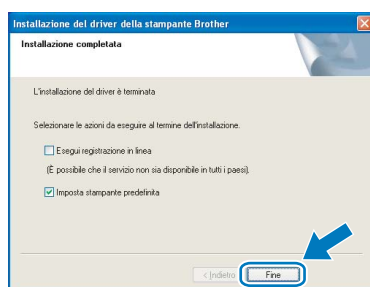 Installazione del driver della stampante Brother
Installazione completata
L'installazione del driver è terminata
Selezionare le azioni da eseguire al termine dell'installazione.
Esegui registrazione in linea
(È possibile che il servizio non sia disponibile in tutti i paesi).
Imposta stampante predefinita
< Indietro
Fine